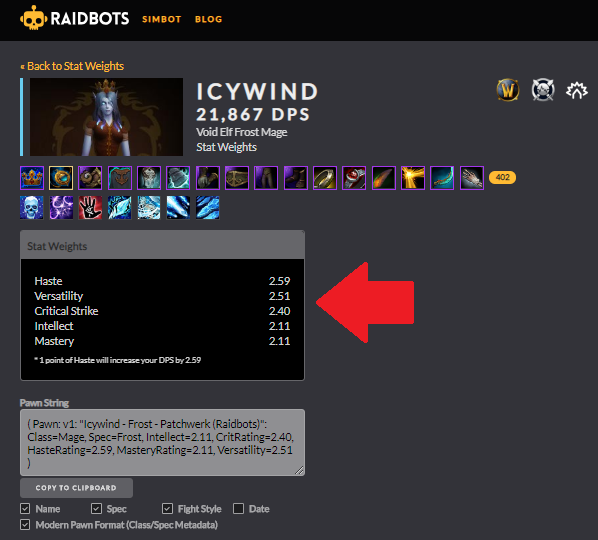 RAIDBOTS SIMBOT BLOG
« Back to Stat Weights
ICYWIND
21,867 DPS
Void Elf Frost Mage
Stat Weights
402
Stat Weights
Haste 2.59
Versatility 2.51
Critical Strike 2.40
Intellect 2.11
Mastery 2.11
* 1 point of Haste will increase your DPS by 2.59
Pawn String
( Pawn: v1: "Icywind - Frost - Patchwerk (Raidbots)":
Class=Mage, Spec=Frost, Intellect=2.11, CritRating=2.40,
HasteRating=2.59, MasteryRating=2.11, Versatility=2.51
)
COPY TO CLIPBOARD
Name Spec Fight Style Date
Modern Pawn Format (Class/Spec Metadata)